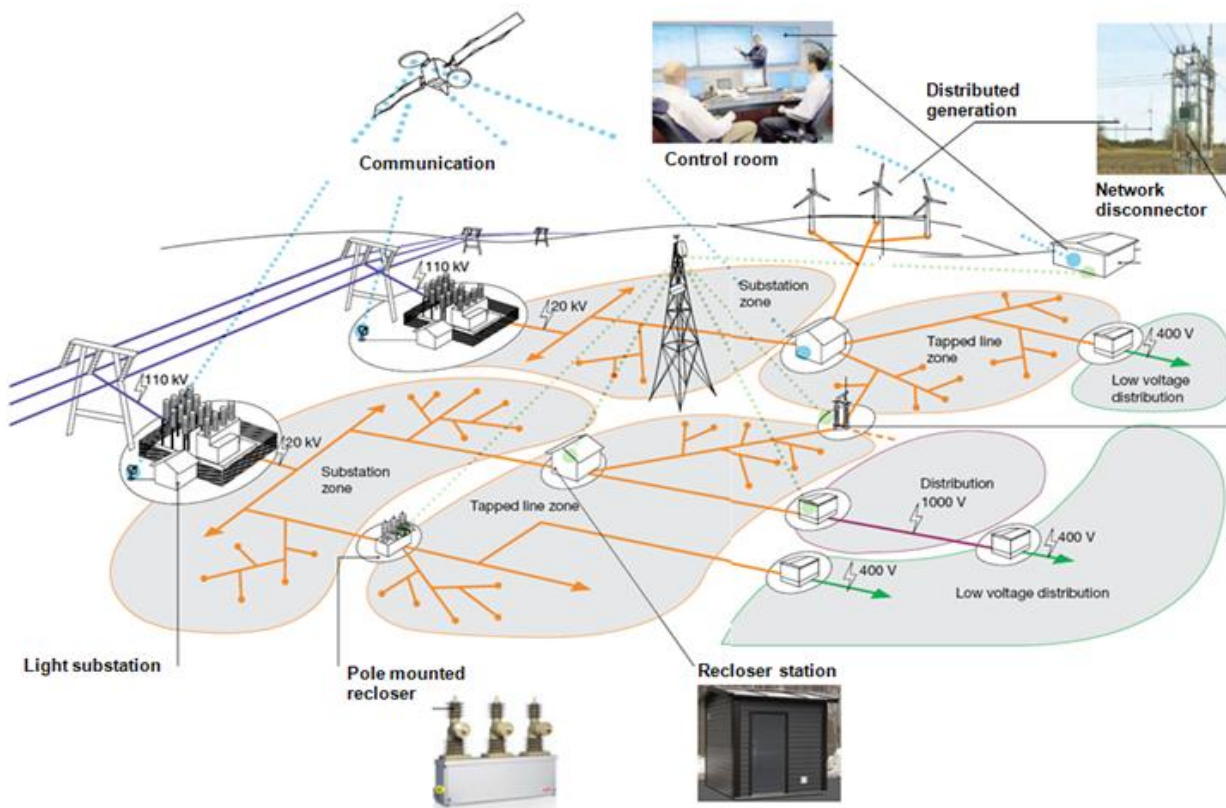 Communication
Control room
Distributed
generation
Network
disconnector
110 kV
20 kV
Substation
zone
Tapped line
zone
400 V
Low voltage
distribution
110 kV
20 kV
Substation
zone
Tapped line zone
Distribution
1000 V
400 V
400 V
Low voltage distribution
Light substation
Pole mounted
recloser
Recloser station